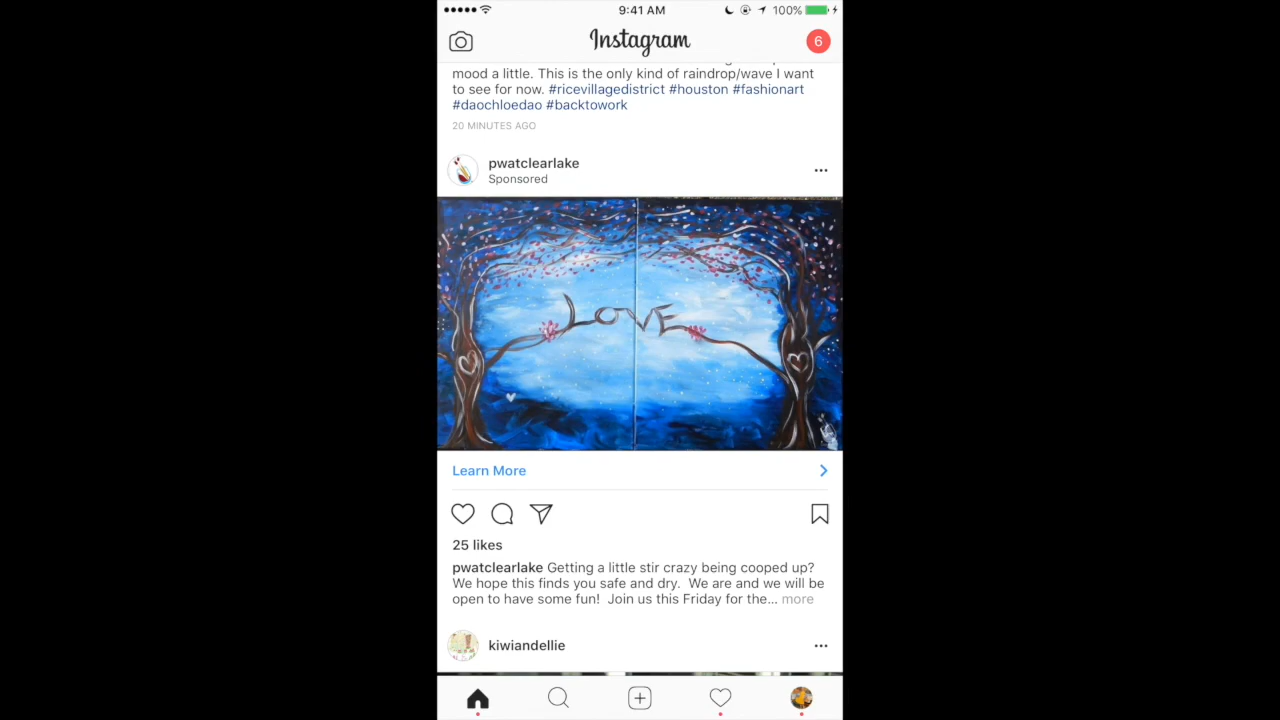 9:41 AM
100%
Instagram
6
mood a little. This is the only kind of raindrop/wave I want
to see for now. #ricevillagedistrict #houston #fashionart
#daochloedao #backtowork
20 MINUTES AGO
pwatclearlake
Sponsored
LOVE
Learn More
25 likes
pwatclearlake Getting a little stir crazy being cooped up?
We hope this finds you safe and dry.  We are and we will be
open to have some fun!  Join us this Friday for the... more
kiwiandellie